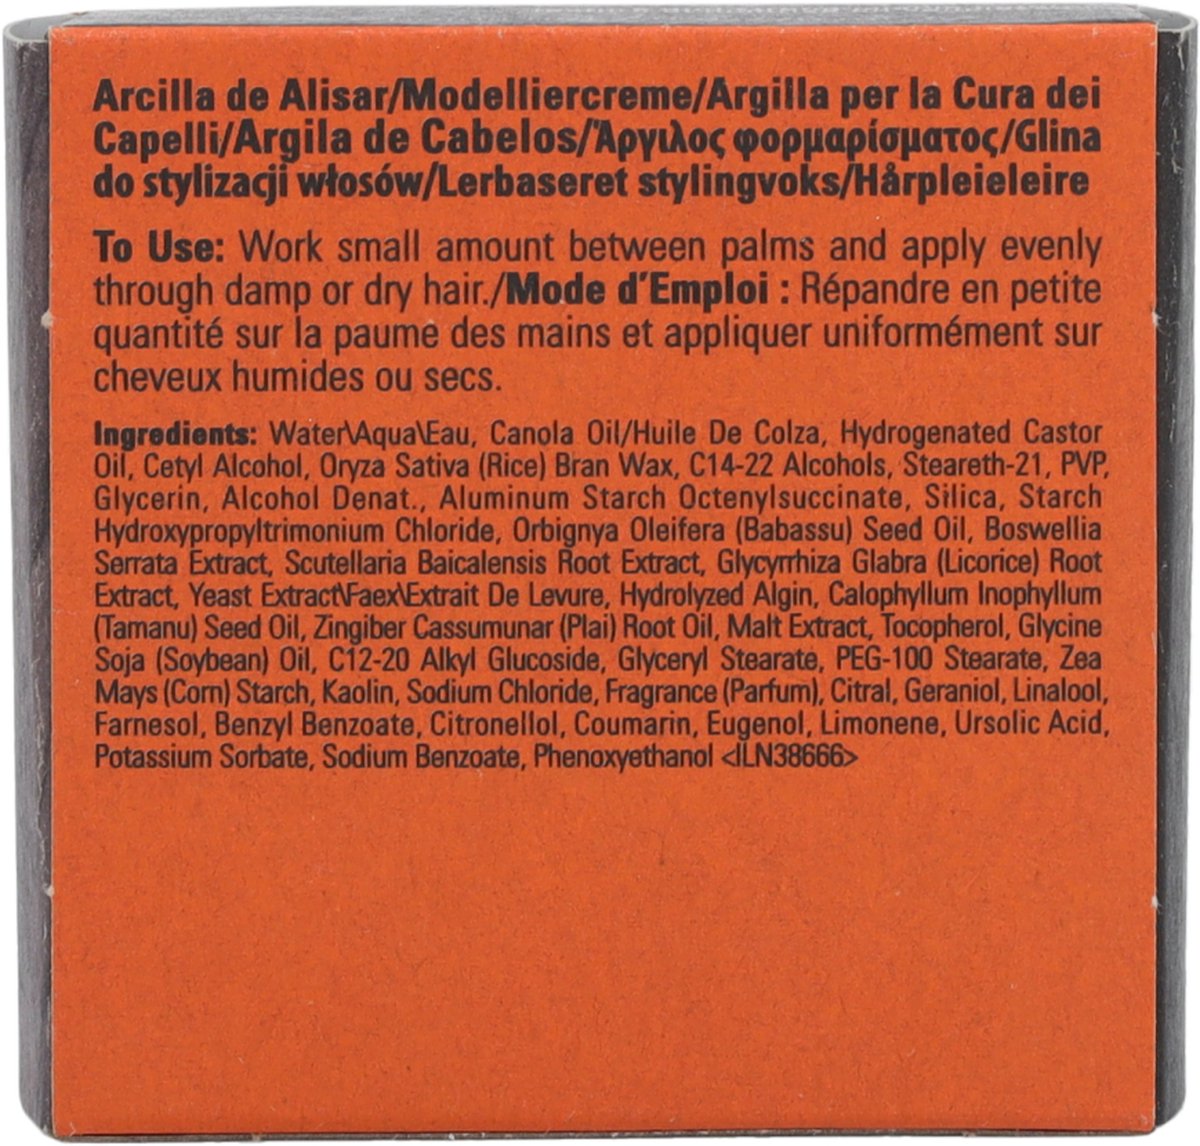 Arcilla de Alisar/Modelliercreme/Argilla per la Cura dei
Capelli/Argila de Cabelos/Άργιλος φορμαρίσματος/Glina
do stylizacji włosów/Lerbaseret stylingvoks/Hårpleieleire
To Use: Work small amount between palms and apply evenly
through damp or dry hair./Mode d'Emploi : Répandre en petite
quantité sur la paume des mains et appliquer uniformément sur
cheveux humides ou secs.
Ingredients: Water\Aqua\Eau, Canola Oil/Huile De Colza, Hydrogenated Castor
Oil, Cetyl Alcohol, Oryza Sativa (Rice) Bran Wax, C14-22 Alcohols, Steareth-21, PVP,
Glycerin, Alcohol Denat., Aluminum Starch Octenylsuccinate, Silica, Starch
Hydroxypropyltrimonium Chloride, Orbignya Oleifera (Babassu) Seed Oil, Boswellia
Serrata Extract, Scutellaria Baicalensis Root Extract, Glycyrrhiza Glabra (Licorice) Root
Extract, Yeast Extract\Faex\Extrait De Levure, Hydrolyzed Algin, Calophyllum Inophyllum
(Tamanu) Seed Oil, Zingiber Cassumunar (Plai) Root Oil, Malt Extract, Tocopherol, Glycine
Soja (Soybean) Oil, C12-20 Alkyl Glucoside, Glyceryl Stearate, PEG-100 Stearate, Zea
Mays (Corn) Starch, Kaolin, Sodium Chloride, Fragrance (Parfum), Citral, Geraniol, Linalool,
Farnesol, Benzyl Benzoate, Citronellol, Coumarin, Eugenol, Limonene, Ursolic Acid,
Potassium Sorbate, Sodium Benzoate, Phenoxyethanol <ILN38666>